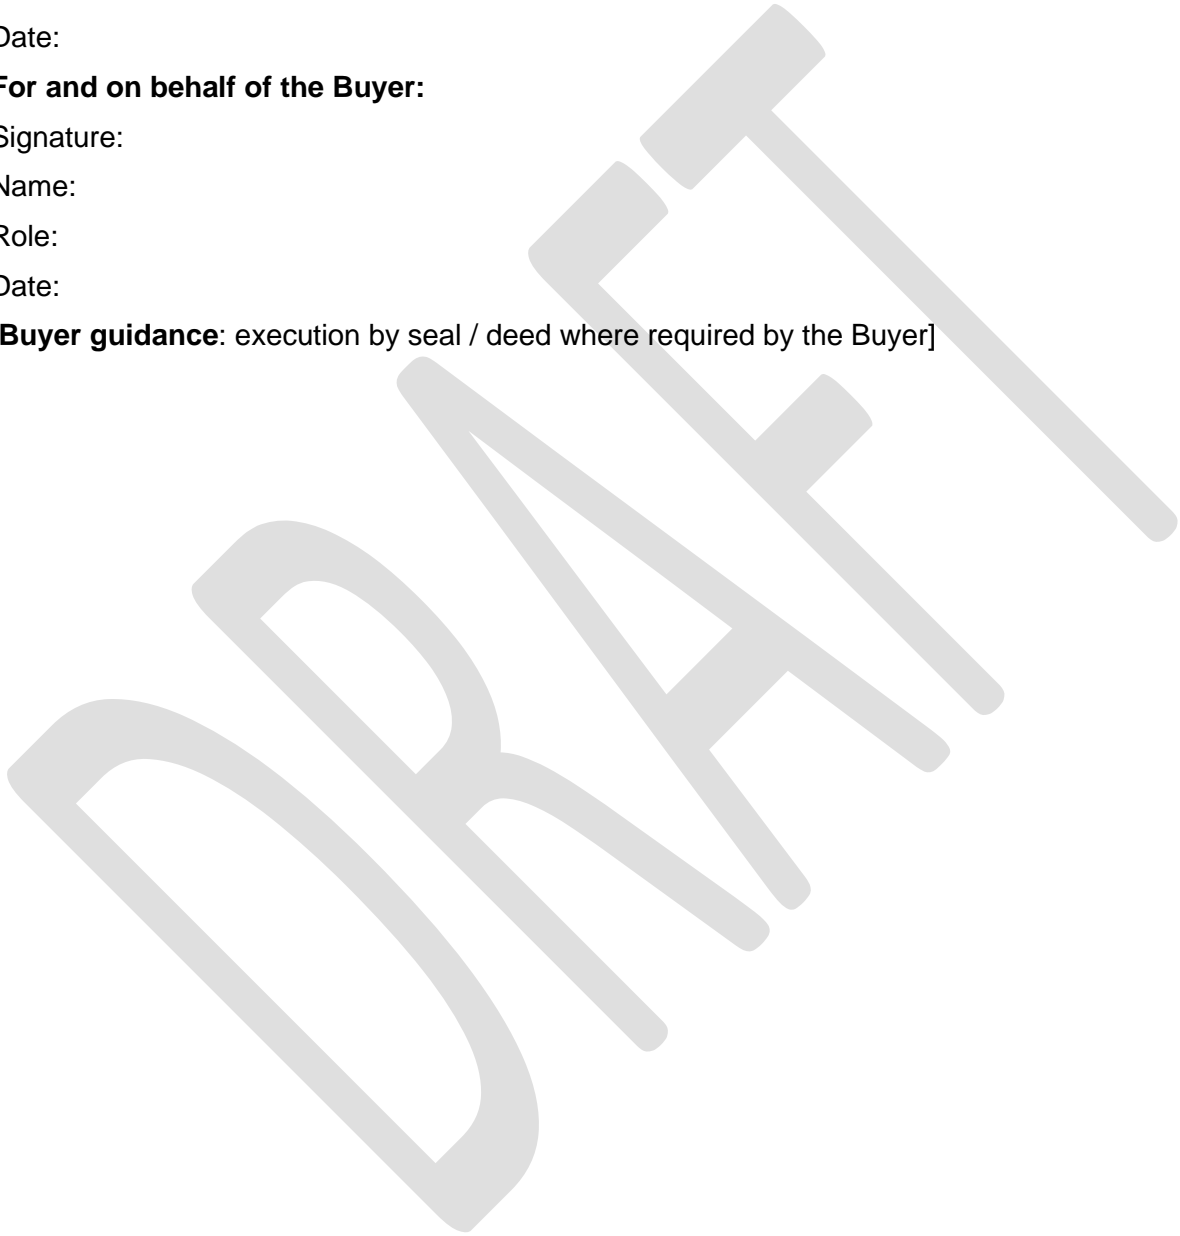 Date:
For and on behalf of the Buyer:
Signature:
Name:
Role:
Date:
Buyer guidance: execution by seal / deed where required by the Buyer]
DRAFT